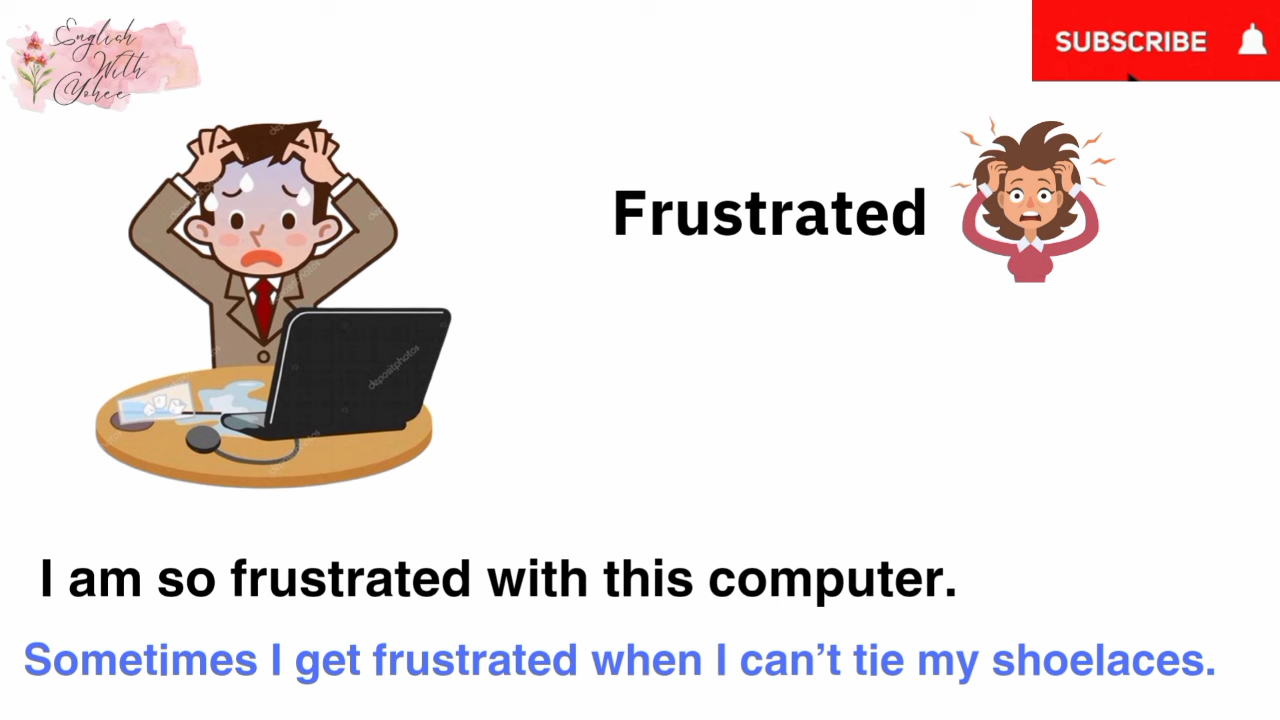 English
With
Yohee
SUBSCRIBE
Frustrated
depositphotos
I am so frustrated with this computer.
Sometimes I get frustrated when I can’t tie my shoelaces.